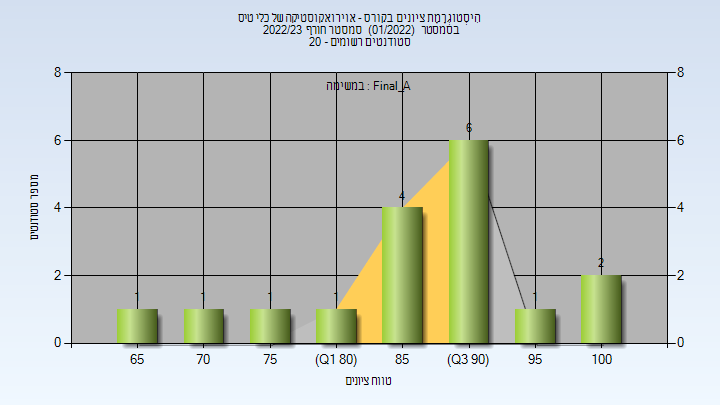 היסטוגרמת ציונים בקורס - אוירואקוסטיקה של כלי טיס
בסמסטר (01/2022) סמסטר חורף 2022/23
סטודנטים רשומים - 20
במשימה : Final_A
8 8
6 6
4 4
2 2
0 0
1 1 1 1 4 6 1 2
65 70 75 (Q1 80) 85 (Q3 90) 95 100
מספר סטודנטים
טווח ציונים